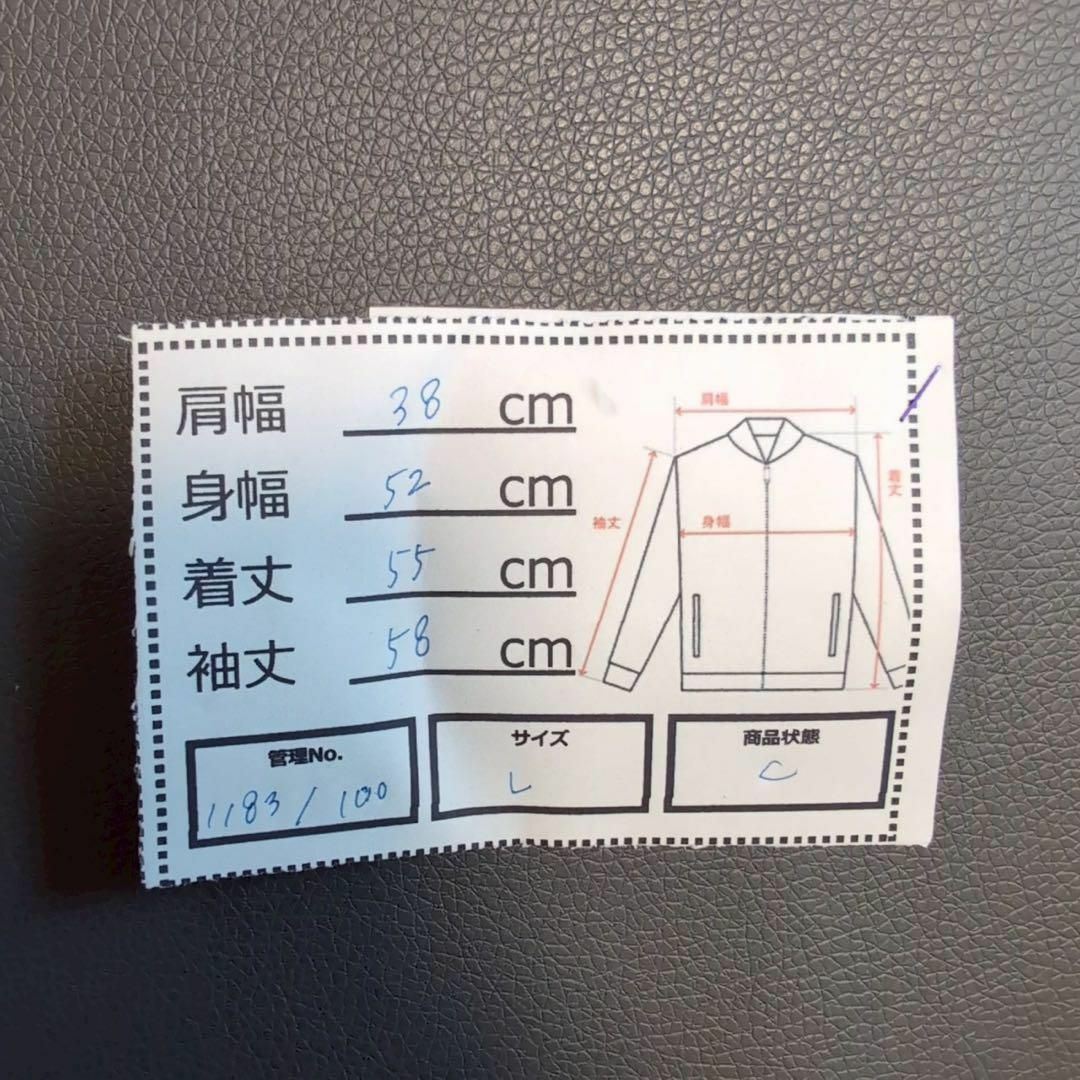 肩幅 38 cm
身幅 52 cm
着丈 55 cm
袖丈 58 cm
肩幅
身幅
着丈
袖丈
管理No.
1183/100
サイズ
L
商品状態
C